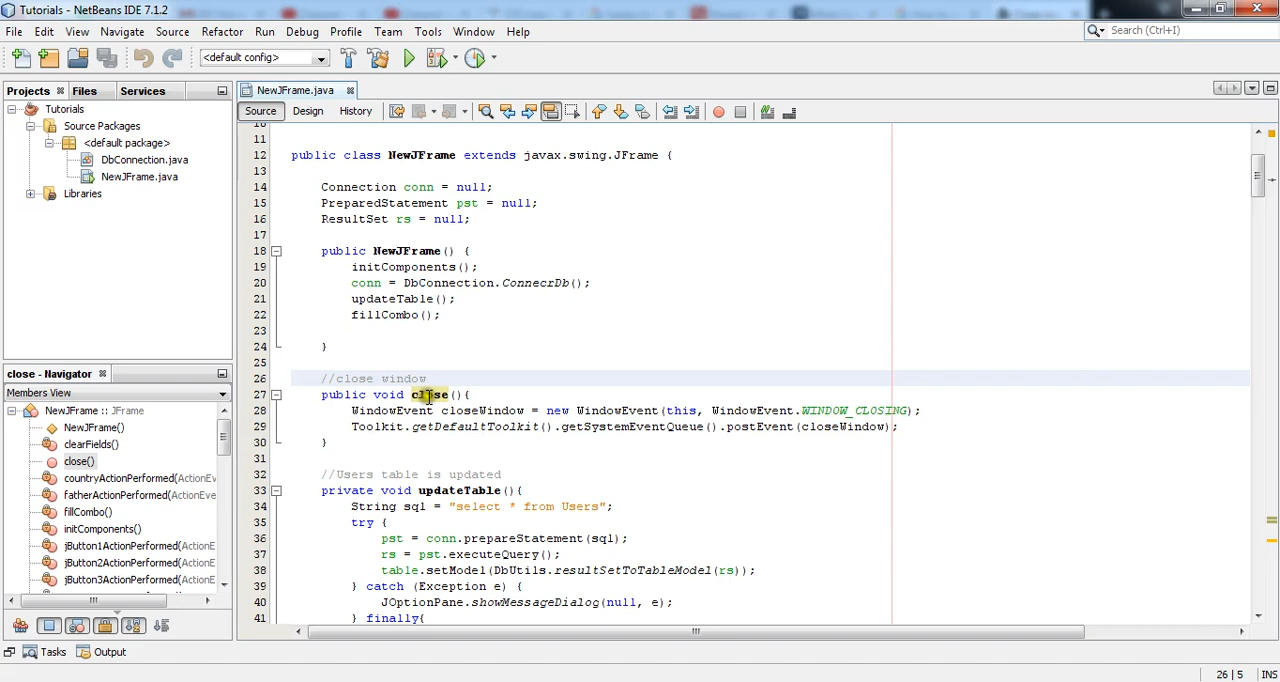 Tutorials - NetBeans IDE 7.1.2
File Edit View Navigate Source Refactor Run Debug Profile Team Tools Window Help
Search (Ctrl+I)
<default config>
Projects Files Services
NewJFrame.java
Tutorials
Source Packages
<default package>
DbConnection.java
NewJFrame.java
Libraries
Source Design History
close - Navigator
Members View
NewJFrame :: JFrame
NewJFrame()
clearFields()
close()
countryActionPerformed(ActionEv
fatherActionPerformed(ActionEve
fillCombo()
initComponents()
jButton1ActionPerformed(ActionE
jButton2ActionPerformed(ActionE
jButton3ActionPerformed(ActionE
10
11
12 public class NewJFrame extends javax.swing.JFrame {
13
14 Connection conn = null;
15 PreparedStatement pst = null;
16 ResultSet rs = null;
17
18 public NewJFrame() {
19 initComponents();
20 conn = DbConnection.ConnecrDb();
21 updateTable();
22 fillCombo();
23
24 }
25
26 //close window
27 public void close(){
28 WindowEvent closeWindow = new WindowEvent(this, WindowEvent.WINDOW_CLOSING);
29 Toolkit.getDefaultToolkit().getSystemEventQueue().postEvent(closeWindow);
30 }
31
32 //Users table is updated
33 private void updateTable(){
34 String sql = "select * from Users";
35 try {
36 pst = conn.prepareStatement(sql);
37 rs = pst.executeQuery();
38 table.setModel(DbUtils.resultSetToTableModel(rs));
39 } catch (Exception e) {
40 JOptionPane.showMessageDialog(null, e);
41 } finally{
Tasks Output
26 | 5 INS